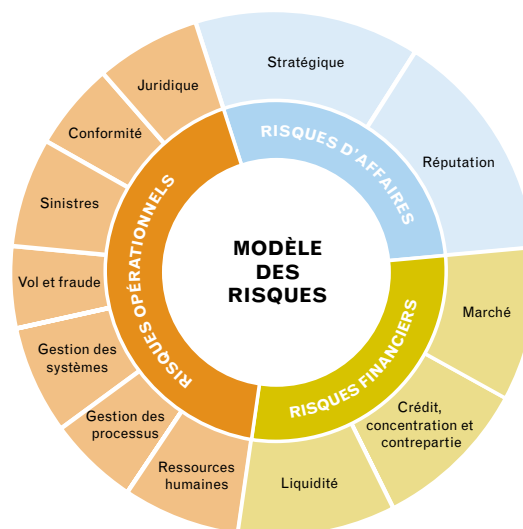 MODÈLE
DES
RISQUES
RISQUES D'AFFAIRES
Stratégique
Réputation
RISQUES FINANCIERS
Marché
Crédit,
concentration et
contrepartie
Liquidité
RISQUES OPÉRATIONNELS
Ressources
humaines
Gestion des
processus
Gestion des
systèmes
Vol et fraude
Sinistres
Conformité
Juridique